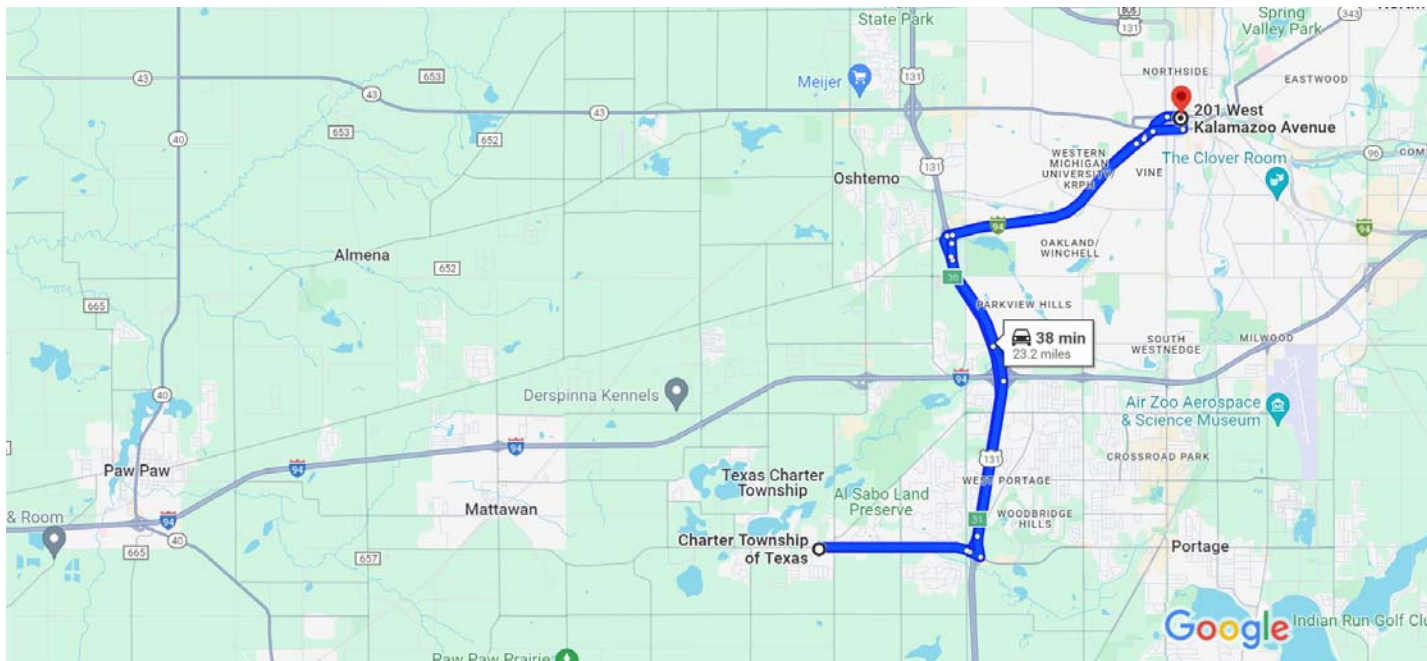 State Park
131
BUS
131
Spring
Valley Park
343
43
653
Meijer
NORTHSIDE
EASTWOOD
43
43
40
653
652
201 West
Kalamazoo Avenue
131
WESTERN
MICHIGAN
UNIVERSITY/
KRPH
VINE
The Clover Room
96
COM
Oshtemo
94
94
OAKLAND/
WINCHELL
Almena
652
36
665
PARKVIEW HILLS
38 min
23.2 miles
SOUTH
WESTNEDGE
MILWOOD
94
40
Derspinna Kennels
Air Zoo Aerospace
& Science Museum
94
94
131
CROSSROAD PARK
Paw Paw
Texas Charter
Township
Al Sabo Land
Preserve
WEST PORTAGE
Mattawan
WOODBRIDGE
HILLS
& Room
94
31
665
40
657
Charter Township
of Texas
Portage
Google
Indian Run Golf Clu
Paw Paw Prairie